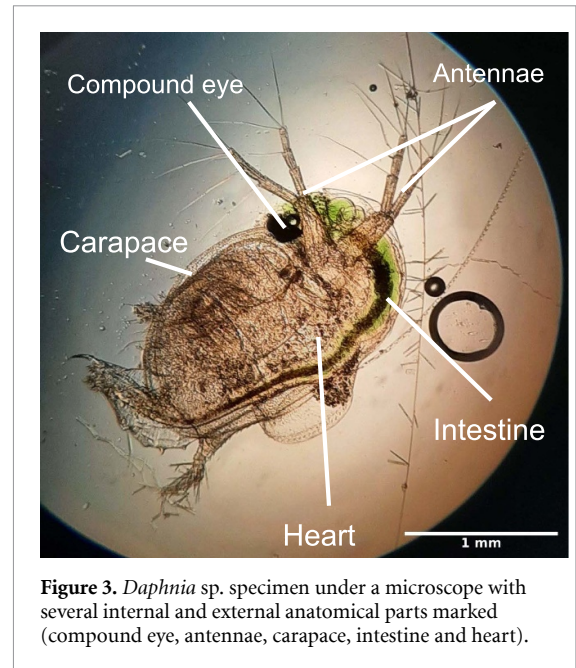 Compound eye
Antennae
Carapace
Intestine
Heart
1 mm
Figure 3. Daphnia sp. specimen under a microscope with
several internal and external anatomical parts marked
(compound eye, antennae, carapace, intestine and heart).